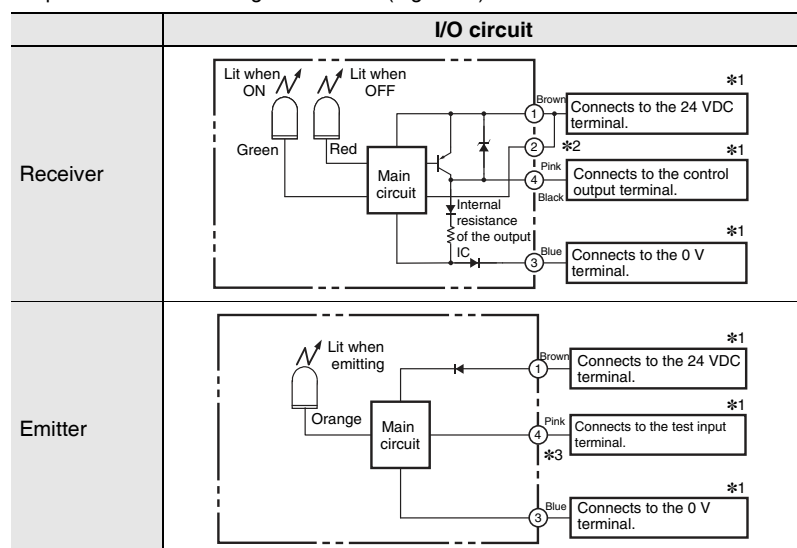 I/O circuit
Receiver
Lit when
ON
Lit when
OFF
Green
Red
Main
circuit
Internal
resistance
of the output
IC
1
Brown
2
✻2
Pink
4
Black
3
Blue
✻1
Connects to the 24 VDC
terminal.
✻1
Connects to the control
output terminal.
✻1
Connects to the 0 V
terminal.
Emitter
Lit when
emitting
Orange
Main
circuit
1
Brown
Pink
4
✻3
3
Blue
✻1
Connects to the 24 VDC
terminal.
✻1
Connects to the test input
terminal.
✻1
Connects to the 0 V
terminal.